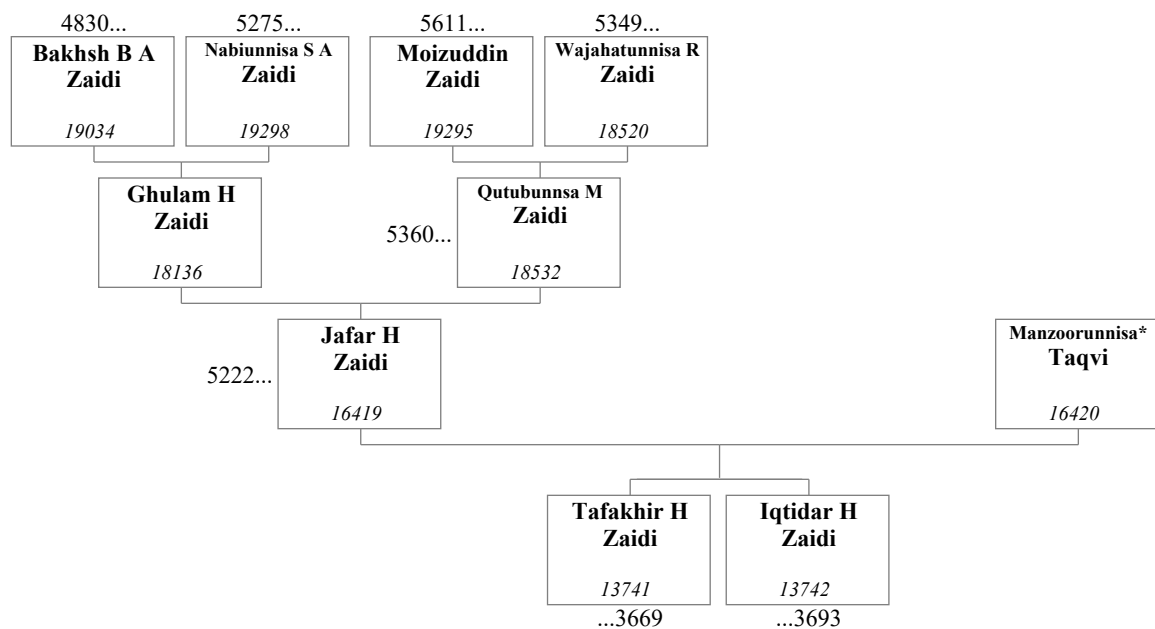 4830... 5275... 5611... 5349...
Bakhsh B A
Zaidi
19034
Nabiunnisa S A
Zaidi
19298
Moizuddin
Zaidi
19295
Wajahatunnisa R
Zaidi
18520
Ghulam H
Zaidi
18136
5360...
Qutubunnsa M
Zaidi
18532
5222...
Jafar H
Zaidi
16419
Manzoorunnisa*
Taqvi
16420
Tafakhir H
Zaidi
13741
...3669
Iqtidar H
Zaidi
13742
...3693